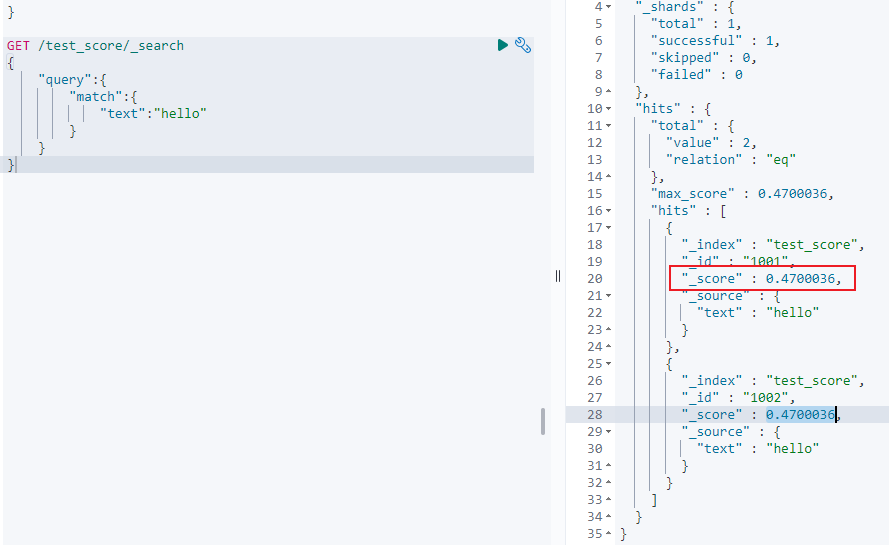 }
GET /test_score/_search
{
"query":{
"match":{
"text":"hello"
}
}
}
4 "_shards" : {
5 "total" : 1,
6 "successful" : 1,
7 "skipped" : 0,
8 "failed" : 0
9 },
10 "hits" : {
11 "total" : {
12 "value" : 2,
13 "relation" : "eq"
14 },
15 "max_score" : 0.4700036,
16 "hits" : [
17 {
18 "_index" : "test_score",
19 "_id" : "1001",
20 "_score" : 0.4700036,
21 "_source" : {
22 "text" : "hello"
23 }
24 },
25 {
26 "_index" : "test_score",
27 "_id" : "1002",
28 "_score" : 0.4700036,
29 "_source" : {
30 "text" : "hello"
31 }
32 }
33 ]
34 }
35 }